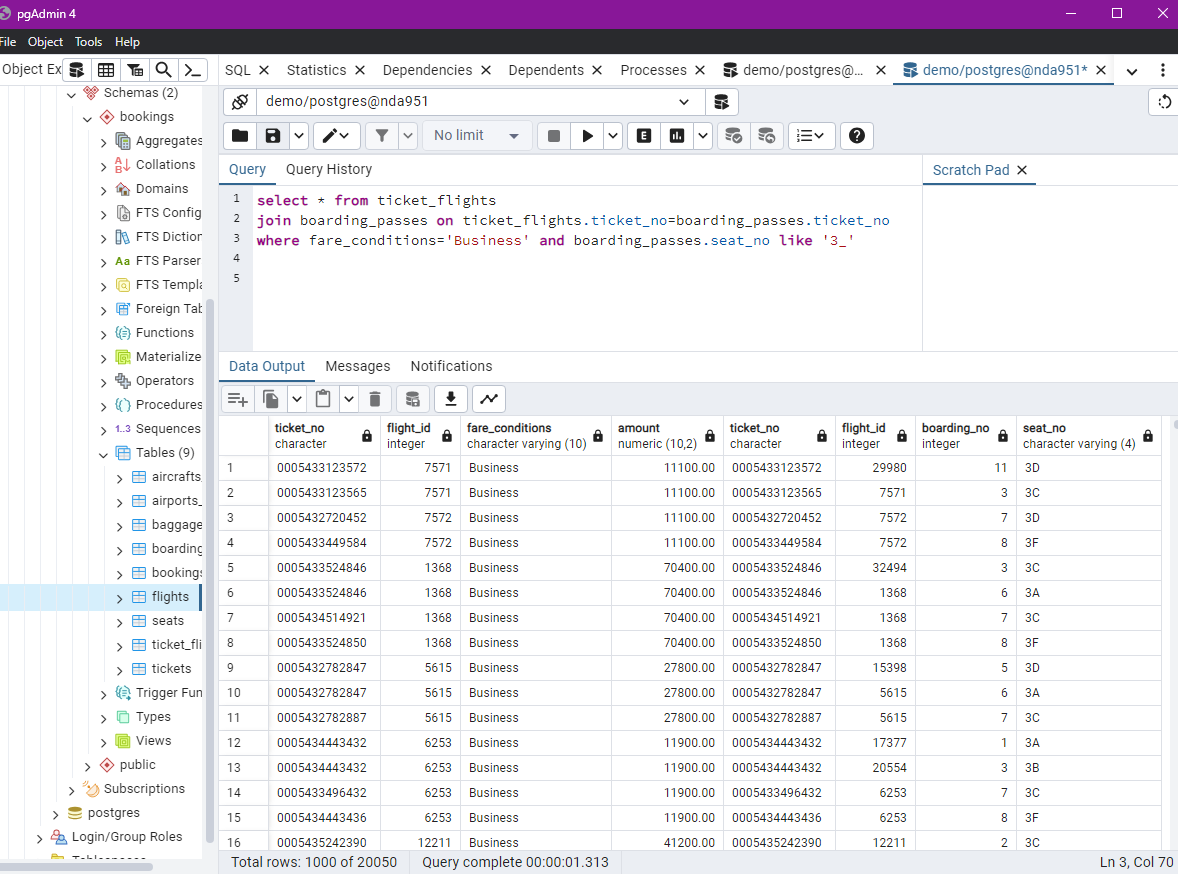 pgAdmin 4
File Object Tools Help
Object Ex
SQL Statistics Dependencies Dependents Processes demo/postgres@... demo/postgres@nda951*
demo/postgres@nda951
No limit
E
Query Query History
Scratch Pad
1 select * from ticket_flights
2 join boarding_passes on ticket_flights.ticket_no=boarding_passes.ticket_no
3 where fare_conditions='Business' and boarding_passes.seat_no like '3_'
4
5
Schemas (2)
bookings
Aggregates
Collations
Domains
FTS Config
FTS Diction
Aa FTS Parser
FTS Templa
Foreign Tab
Functions
Materialize
Operators
Procedures
1..3 Sequences
Tables (9)
aircrafts
airports_
baggage
boarding
bookings
flights
seats
ticket_fli
tickets
Trigger Fun
Types
Views
public
Subscriptions
postgres
Login/Group Roles
Data Output Messages Notifications
ticket_no flight_id fare_conditions amount ticket_no flight_id boarding_no seat_no
character integer character varying (10) numeric (10,2) character integer integer character varying (4)
1 0005433123572 7571 Business 11100.00 0005433123572 29980 11 3D
2 0005433123565 7571 Business 11100.00 0005433123565 7571 3 3C
3 0005432720452 7572 Business 11100.00 0005432720452 7572 7 3D
4 0005433449584 7572 Business 11100.00 0005433449584 7572 8 3F
5 0005433524846 1368 Business 70400.00 0005433524846 32494 3 3C
6 0005433524846 1368 Business 70400.00 0005433524846 1368 6 3A
7 0005434514921 1368 Business 70400.00 0005434514921 1368 7 3C
8 0005433524850 1368 Business 70400.00 0005433524850 1368 8 3F
9 0005432782847 5615 Business 27800.00 0005432782847 15398 5 3D
10 0005432782847 5615 Business 27800.00 0005432782847 5615 6 3A
11 0005432782887 5615 Business 27800.00 0005432782887 5615 7 3C
12 0005434443432 6253 Business 11900.00 0005434443432 17377 1 3A
13 0005434443432 6253 Business 11900.00 0005434443432 20554 3 3B
14 0005433496432 6253 Business 11900.00 0005433496432 6253 7 3C
15 0005434443436 6253 Business 11900.00 0005434443436 6253 8 3F
16 0005435242390 12211 Business 41200.00 0005435242390 12211 2 3C
Total rows: 1000 of 20050 Query complete 00:00:01.313 Ln 3, Col 70